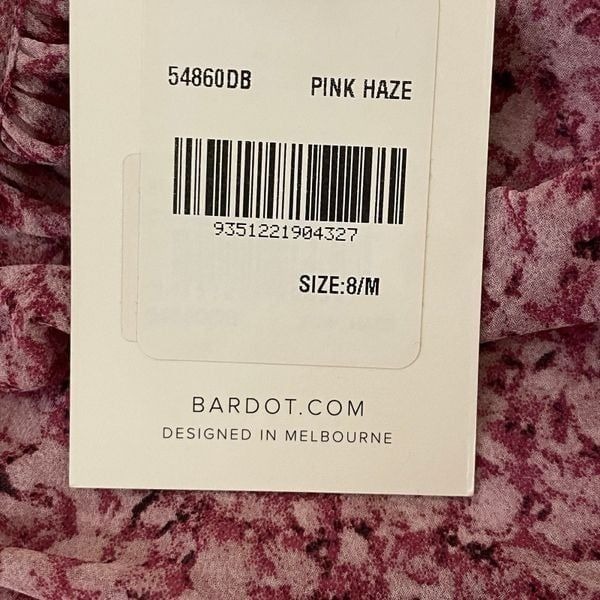 54860DB PINK HAZE
9351221904327
SIZE:8/M
BARDOT.COM
DESIGNED IN MELBOURNE